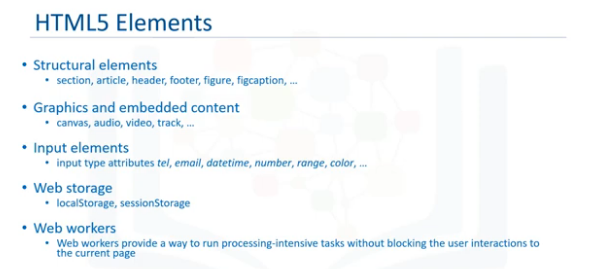 HTML5 Elements
• Structural elements
• section, article, header, footer, figure, figcaption, ...
• Graphics and embedded content
• canvas, audio, video, track, ...
• Input elements
• input type attributes tel, email, datetime, number, range, color, ...
• Web storage
• localStorage, sessionStorage
• Web workers
• Web workers provide a way to run processing-intensive tasks without blocking the user interactions to
the current page